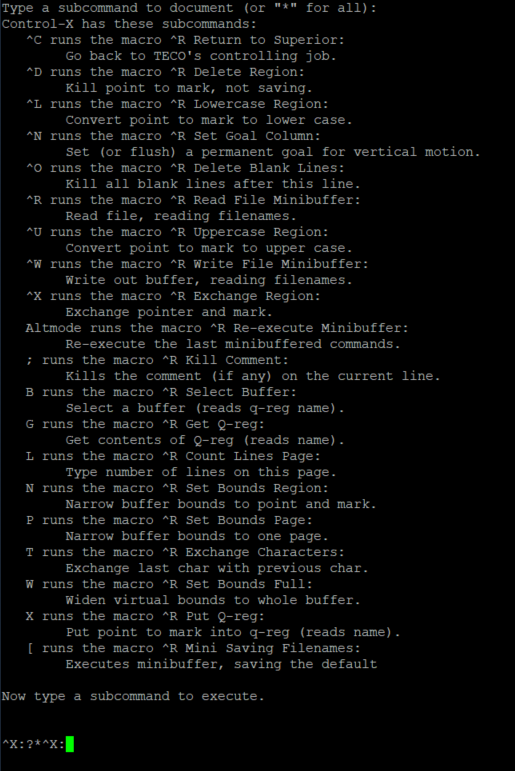 Type a subcommand to document (or "*" for all):
Control-X has these subcommands:
^C runs the macro ^R Return to Superior:
Go back to TECO's controlling job.
^D runs the macro ^R Delete Region:
Kill point to mark, not saving.
^L runs the macro ^R Lowercase Region:
Convert point to mark to lower case.
^N runs the macro ^R Set Goal Column:
Set (or flush) a permanent goal for vertical motion.
^O runs the macro ^R Delete Blank Lines:
Kill all blank lines after this line.
^R runs the macro ^R Read File Minibuffer:
Read file, reading filenames.
^U runs the macro ^R Uppercase Region:
Convert point to mark to upper case.
^W runs the macro ^R Write File Minibuffer:
Write out buffer, reading filenames.
^X runs the macro ^R Exchange Region:
Exchange pointer and mark.
Altmode runs the macro ^R Re-execute Minibuffer:
Re-execute the last minibuffered commands.
; runs the macro ^R Kill Comment:
Kills the comment (if any) on the current line.
B runs the macro ^R Select Buffer:
Select a buffer (reads q-reg name).
G runs the macro ^R Get Q-reg:
Get contents of Q-reg (reads name).
L runs the macro ^R Count Lines Page:
Type number of lines on this page.
N runs the macro ^R Set Bounds Region:
Narrow buffer bounds to point and mark.
P runs the macro ^R Set Bounds Page:
Narrow buffer bounds to one page.
T runs the macro ^R Exchange Characters:
Exchange last char with previous char.
W runs the macro ^R Set Bounds Full:
Widen virtual bounds to whole buffer.
X runs the macro ^R Put Q-reg:
Put point to mark into q-reg (reads name).
[ runs the macro ^R Mini Saving Filenames:
Executes minibuffer, saving the default
Now type a subcommand to execute.
^X:?*^X: